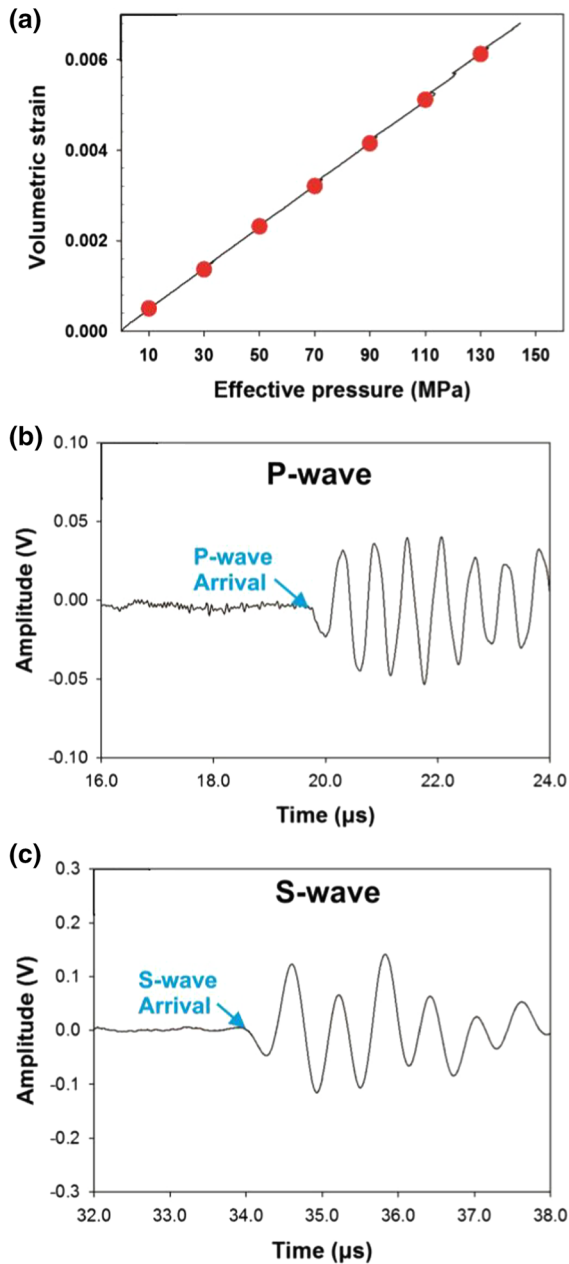 (a)
0.006
0.004
0.002
0.000
Volumetric strain
10 30 50 70 90 110 130 150
Effective pressure (MPa)
(b)
0.10
0.05
0.00
-0.05
-0.10
Amplitude (V)
P-wave
P-wave
Arrival
16.0 18.0 20.0 22.0 24.0
Time (µs)
(c)
0.3
0.2
0.1
0.0
-0.1
-0.2
-0.3
Amplitude (V)
S-wave
S-wave
Arrival
32.0 33.0 34.0 35.0 36.0 37.0 38.0
Time (µs)